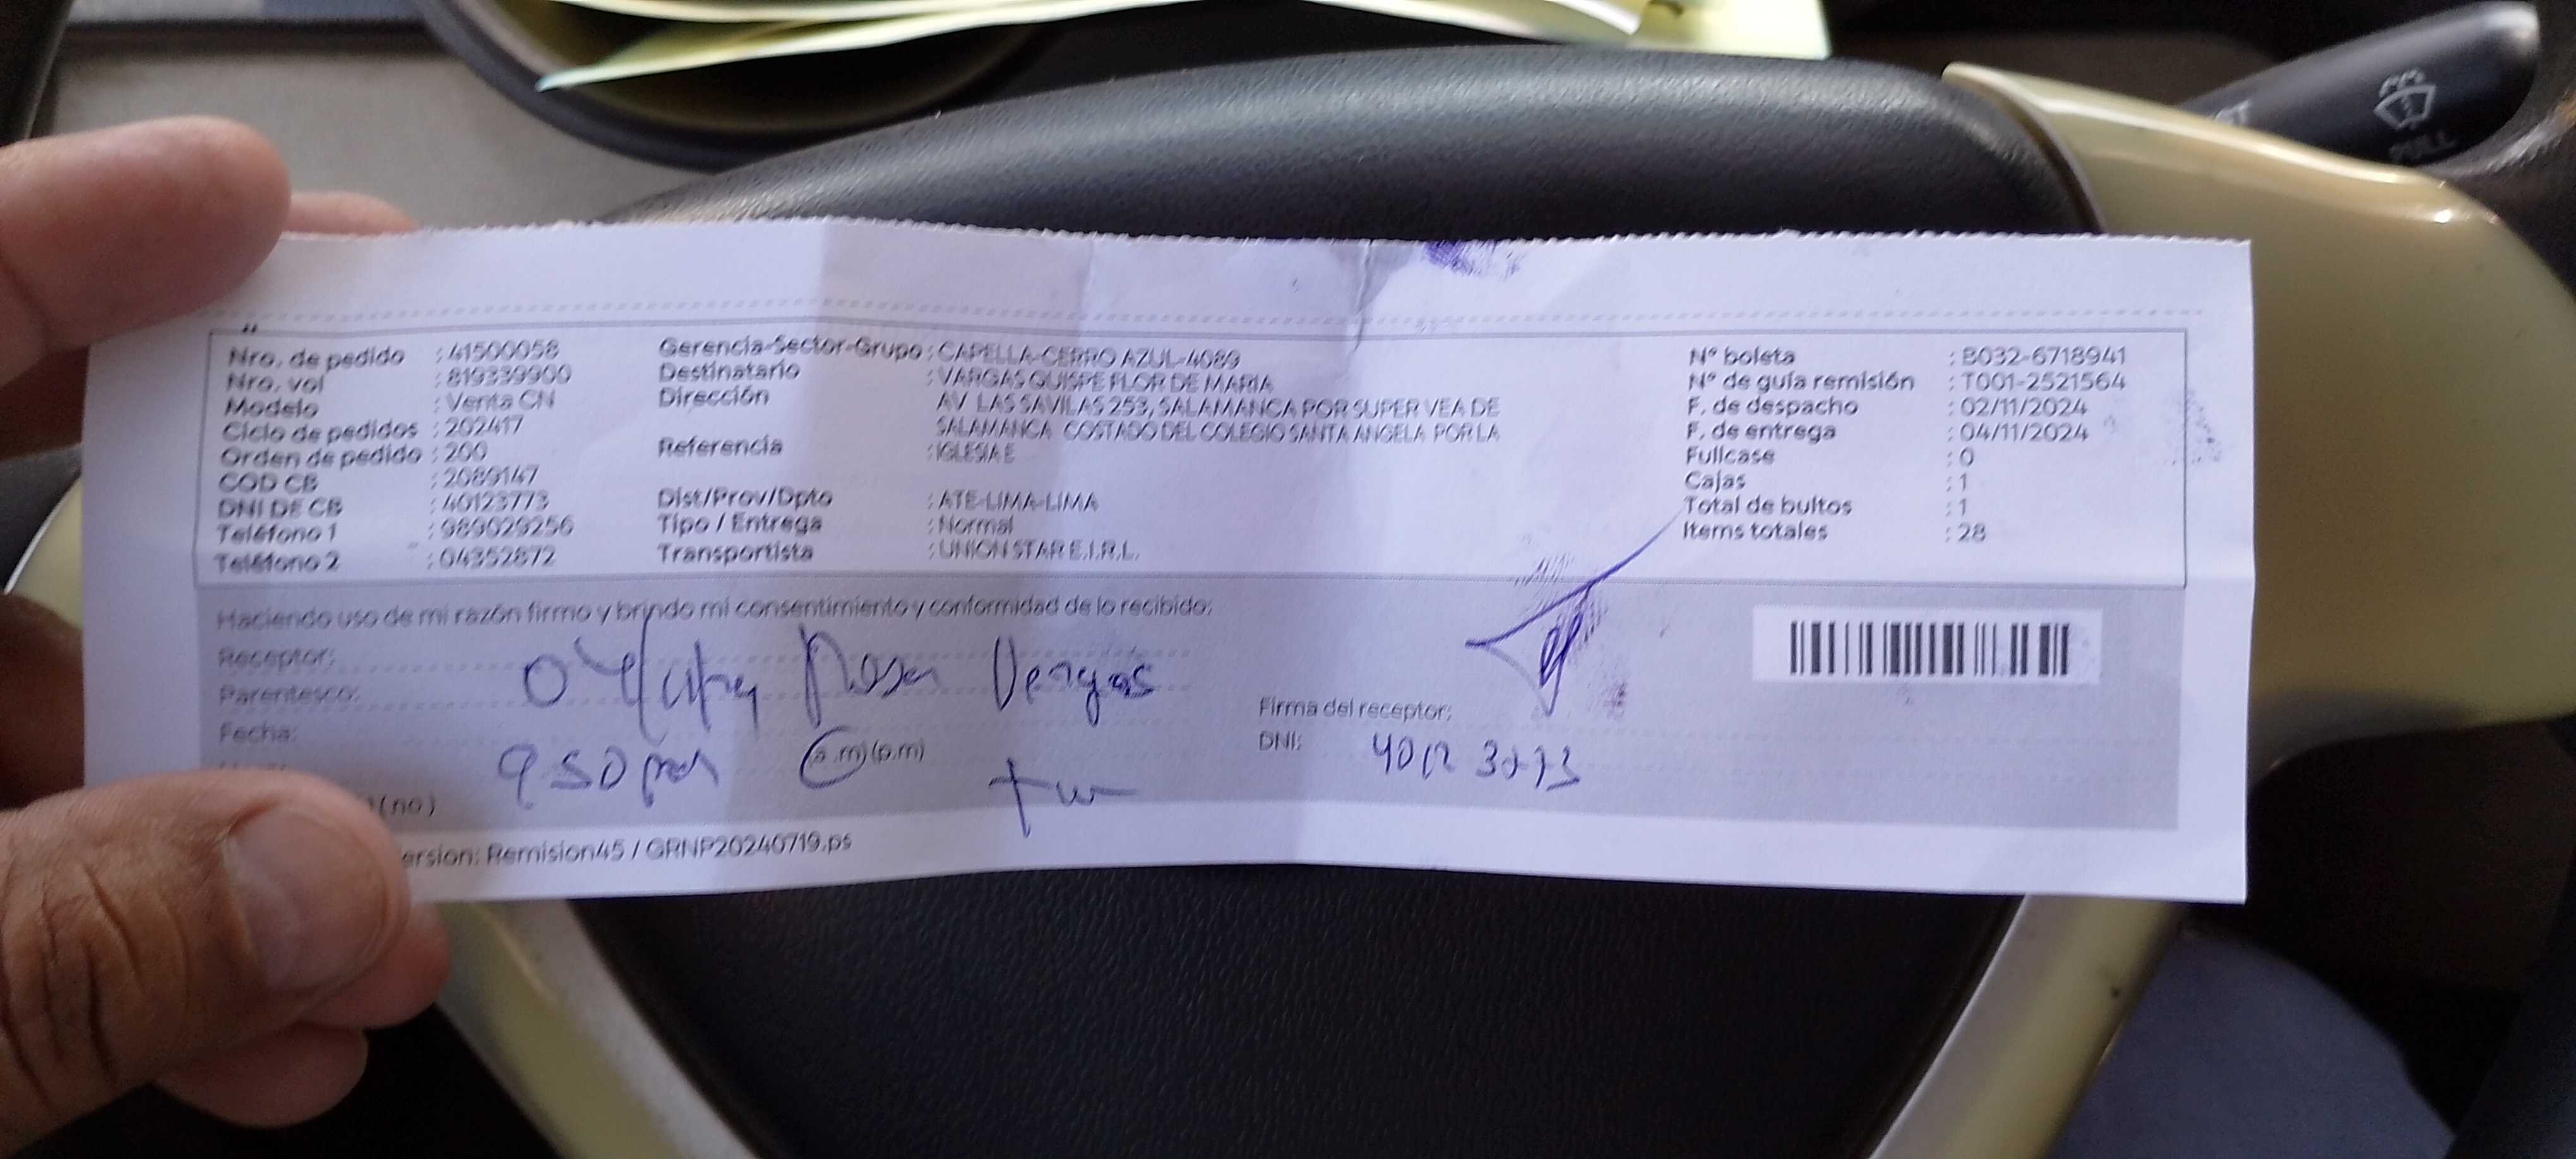 Nro. de pedido : 41500058
Nro. vol : 819339900
Modelo : Venta CN
Ciclo de pedidos : 202417
Orden de pedido : 200
COD CB : 2089147
DNI DE CB : 40123773
Teléfono 1 : 989029256
Teléfono 2 : 04352872
Gerencia-Sector-Grupo : CAPELLA-CERRO AZUL-4089
Destinatario : VARGAS QUISPE FLOR DE MARIA
Dirección AV LAS SAVILAS 253, SALAMANCA POR SUPER VEA DE
SALAMANCA COSTADO DEL COLEGIO SANTA ANGELA POR LA
Referencia : IGLESIA E
Dist/Prov/Dpto : ATE-LIMA-LIMA
Tipo / Entrega : Normal
Transportista : UNION STAR E.I.R.L.
N° boleta : B032-6718941
N° de guía remisión : T001-2521564
F. de despacho : 02/11/2024
F. de entrega : 04/11/2024
Fullcase : 0
Cajas : 1
Total de bultos : 1
Items totales : 28
Haciendo uso de mi razón firmo y brindo mi consentimiento y conformidad de lo recibido:
Receptor:
Parentesco:
Fecha:
(a.m) (p.m)
(no)
Firma del receptor:
DNI:
ersion: Remision45 / GRNP20240719.ps